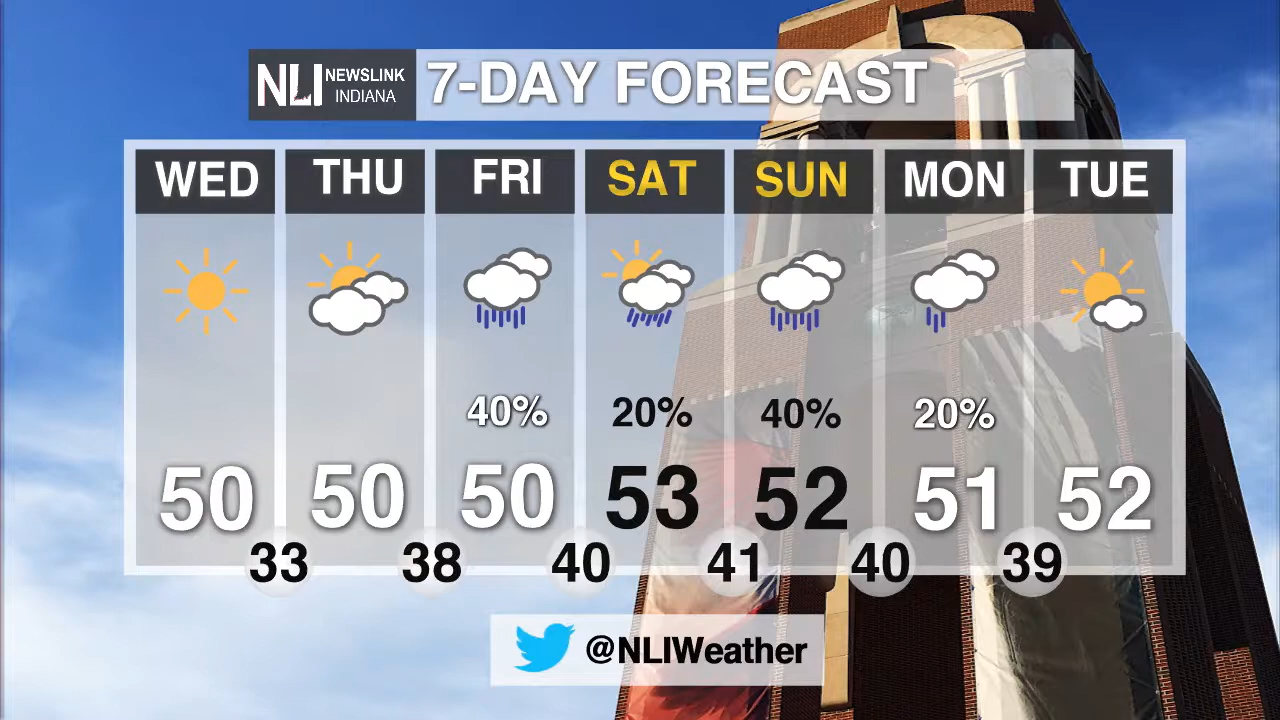 NLI NEWSLINK INDIANA 7-DAY FORECAST
WED THU FRI SAT SUN MON TUE
40% 20% 40% 20%
50 50 50 53 52 51 52
33 38 40 41 40 39
@NLIWeather